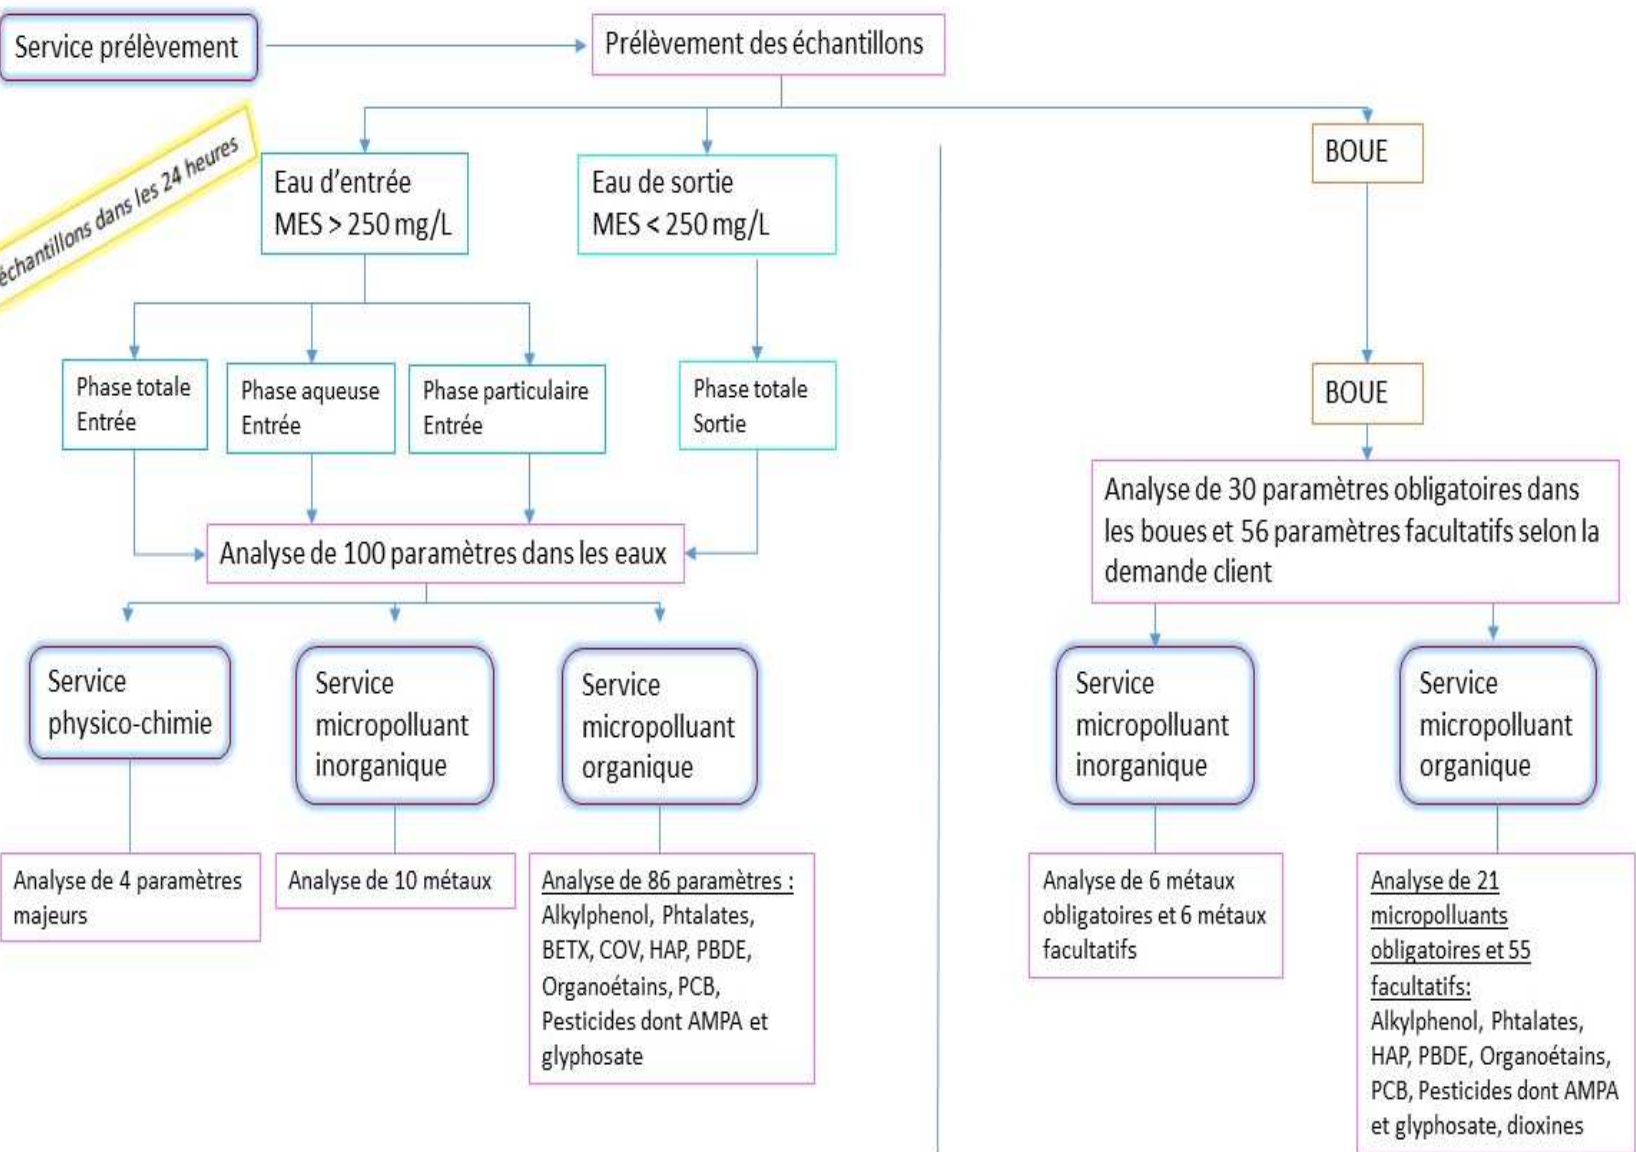 Service prélèvement
Prélèvement des échantillons
échantillons dans les 24 heures
Eau d'entrée
MES > 250 mg/L
Eau de sortie
MES < 250 mg/L
BOUE
Phase totale
Entrée
Phase aqueuse
Entrée
Phase particulaire
Entrée
Phase totale
Sortie
BOUE
Analyse de 100 paramètres dans les eaux
Analyse de 30 paramètres obligatoires dans
les boues et 56 paramètres facultatifs selon la
demande client
Service
physico-chimie
Service
micropolluant
inorganique
Service
micropolluant
organique
Service
micropolluant
inorganique
Service
micropolluant
organique
Analyse de 4 paramètres
majeurs
Analyse de 10 métaux
Analyse de 86 paramètres :
Alkylphenol, Phtalates,
BETX, COV, HAP, PBDE,
Organoétains, PCB,
Pesticides dont AMPA et
glyphosate
Analyse de 6 métaux
obligatoires et 6 métaux
facultatifs
Analyse de 21
micropolluants
obligatoires et 55
facultatifs:
Alkylphenol, Phtalates,
HAP, PBDE, Organoétains,
PCB, Pesticides dont AMPA
et glyphosate, dioxines